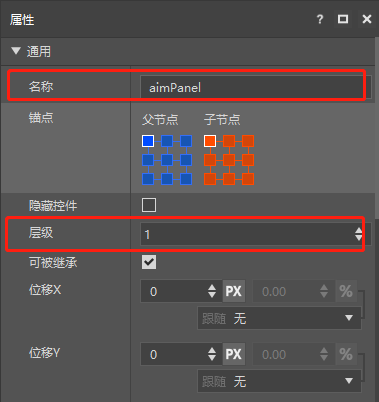 属性 ?
通用
名称 aimPanel
锚点 父节点 子节点
隐藏控件
层级 1
可被继承
位移X 0 PX 0.00 %
跟随 无
位移Y 0 PX 0.00 %
跟随 无